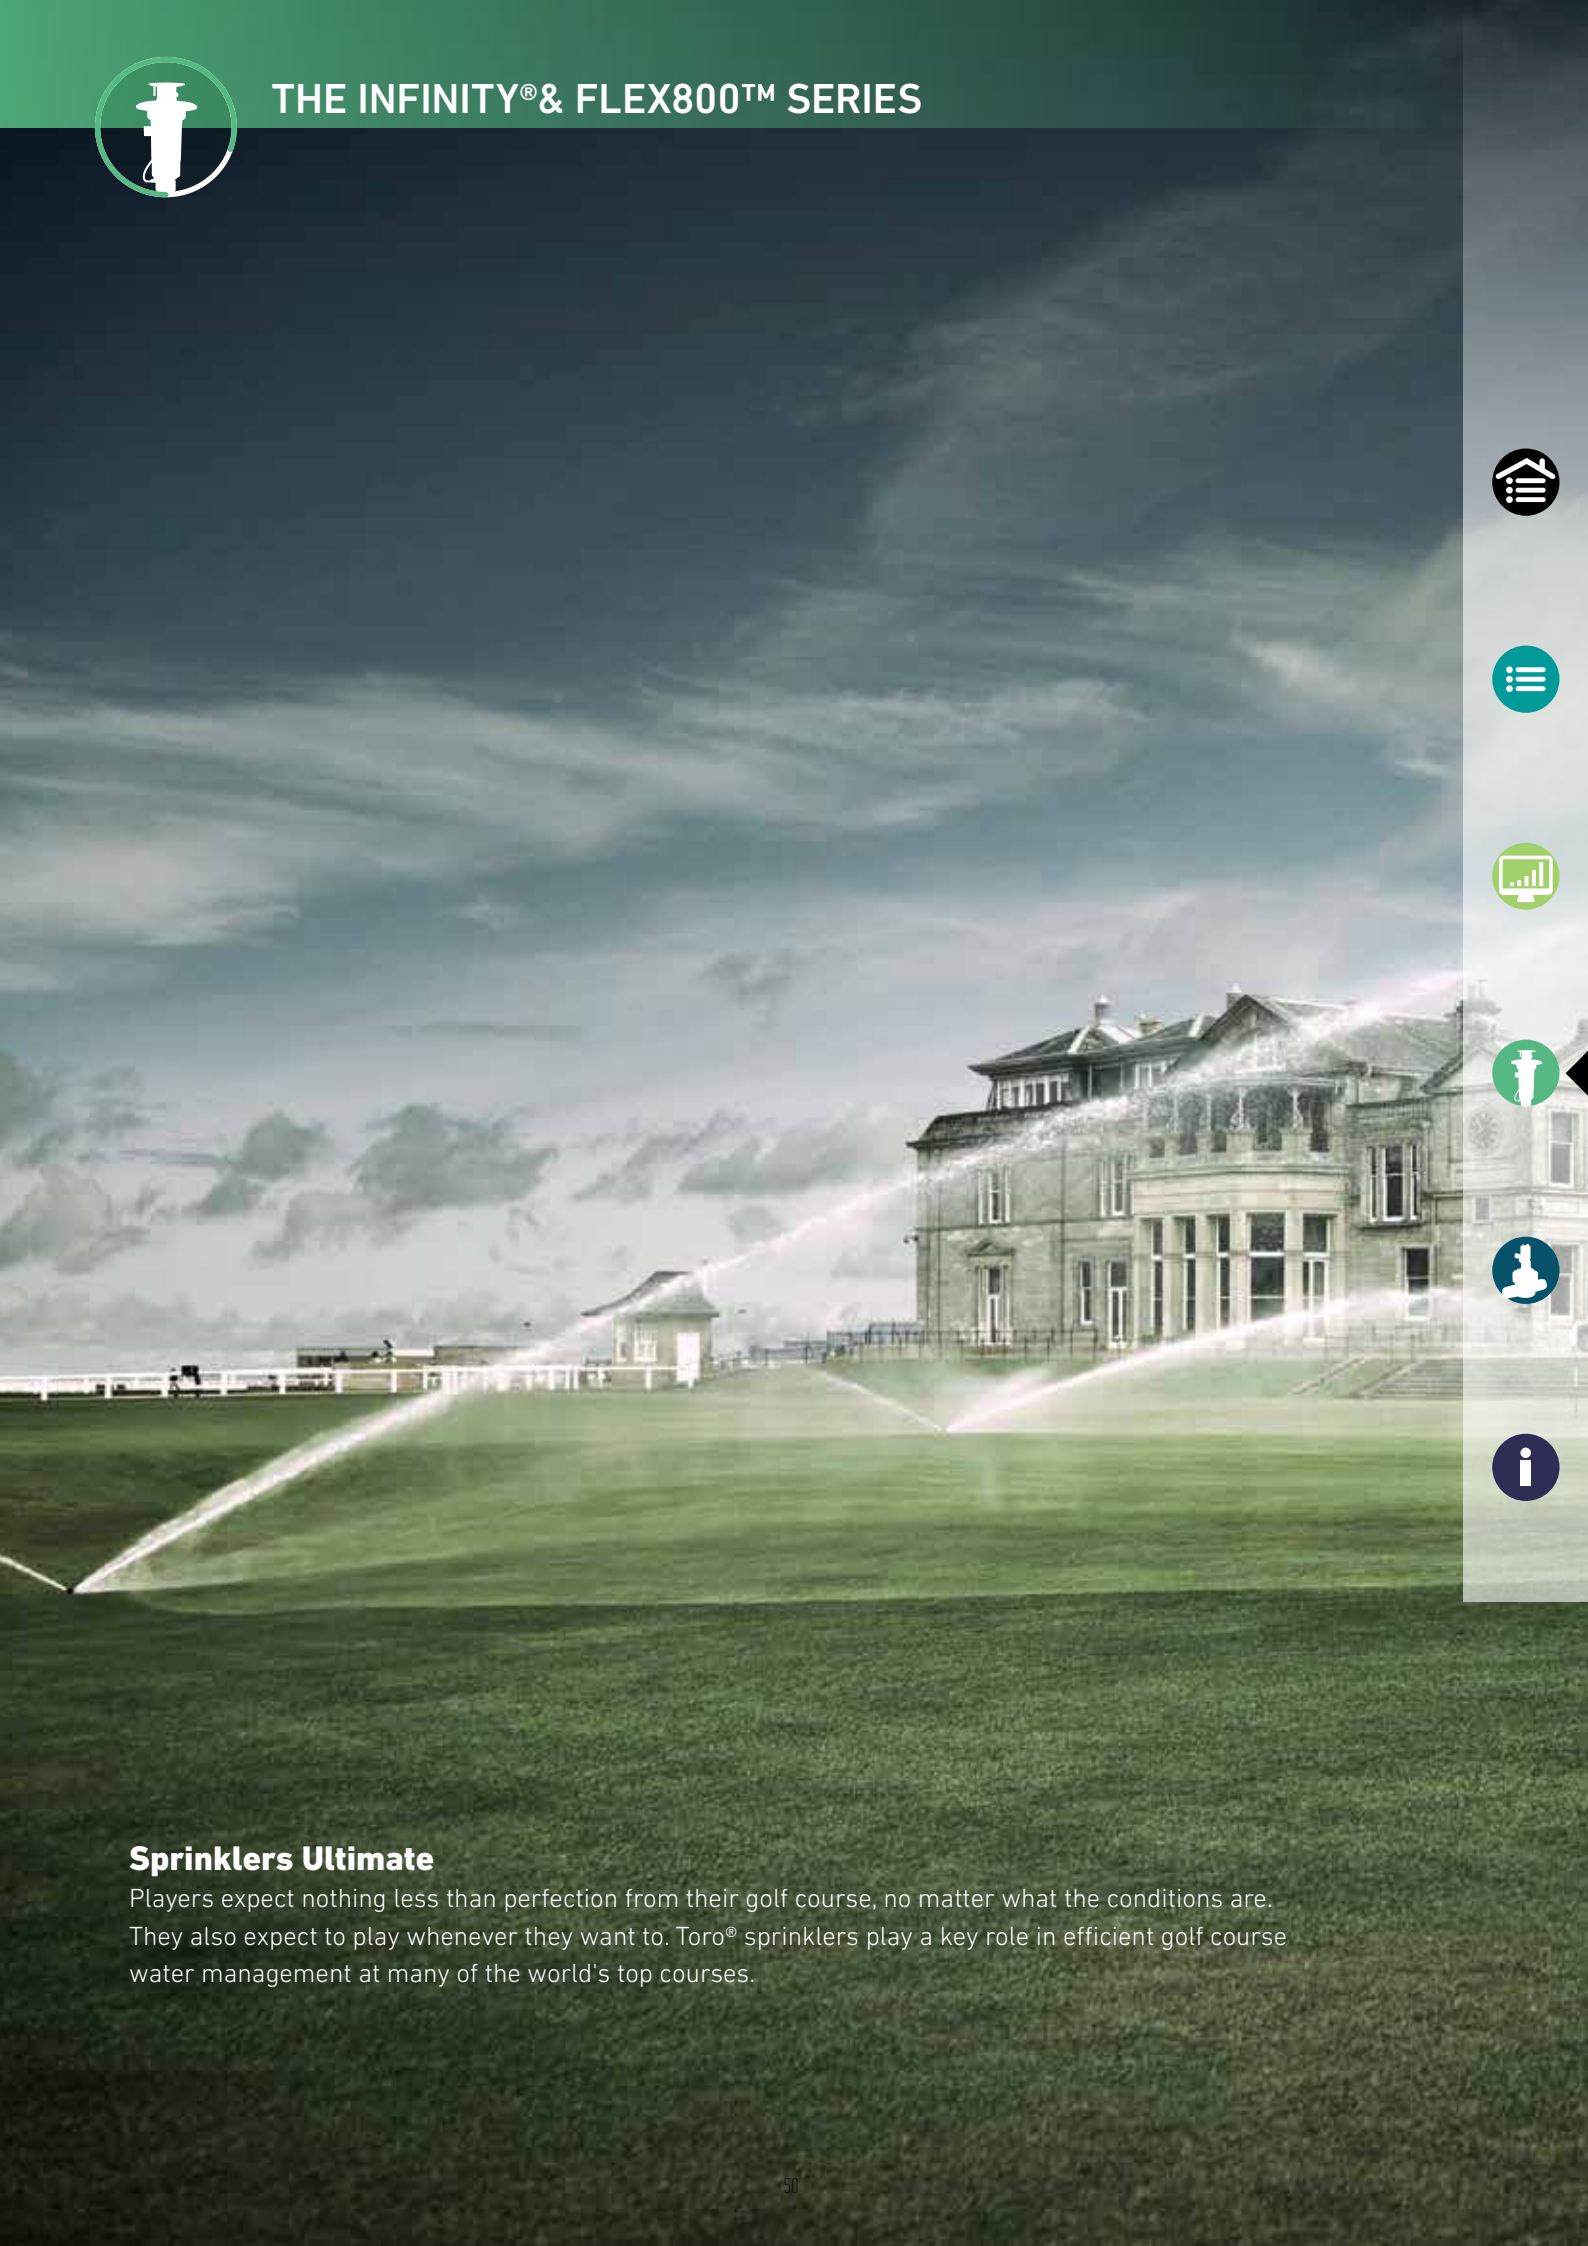 THE INFINITY®& FLEX800™ SERIES
Sprinklers Ultimate
Players expect nothing less than perfection from their golf course, no matter what the conditions are.
They also expect to play whenever they want to. Toro® sprinklers play a key role in efficient golf course
water management at many of the world's top courses.
50